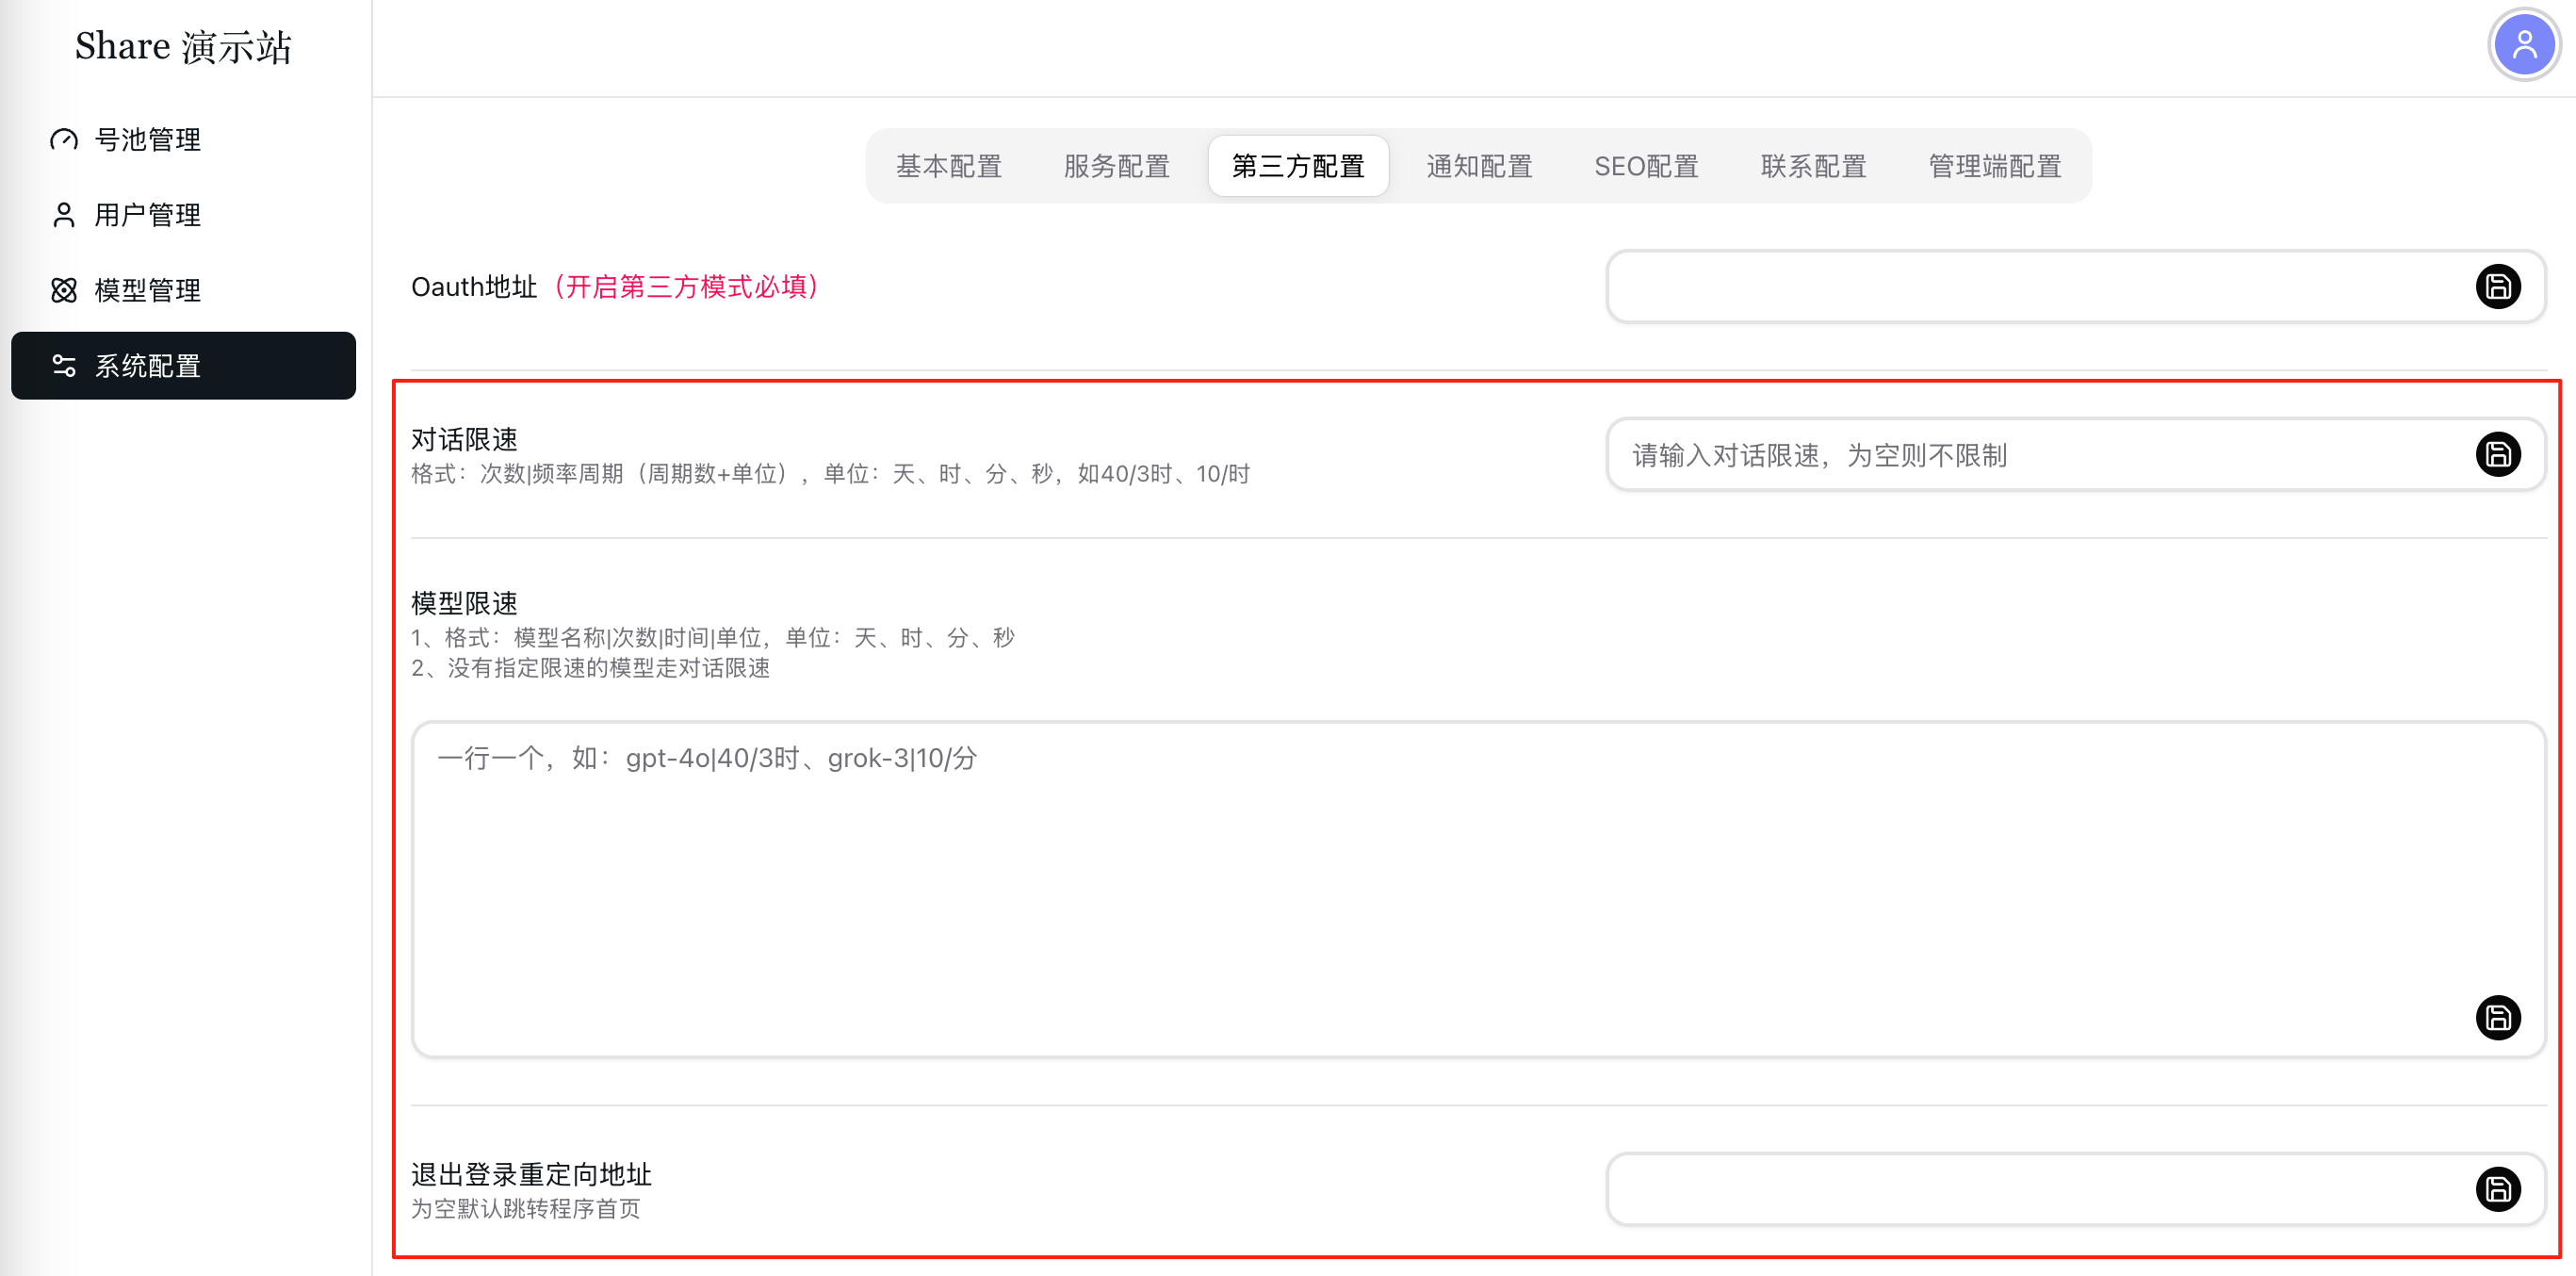 Share 演示站
号池管理
用户管理
模型管理
系统配置
基本配置
服务配置
第三方配置
通知配置
SEO配置
联系配置
管理端配置
Oauth地址（开启第三方模式必填）
对话限速
格式：次数|频率周期（周期数+单位），单位：天、时、分、秒，如40/3时、10/时
请输入对话限速，为空则不限制
模型限速
1、格式：模型名称|次数|时间|单位，单位：天、时、分、秒
2、没有指定限速的模型走对话限速
一行一个，如：gpt-4o|40/3时、grok-3|10/分
退出登录重定向地址
为空默认跳转程序首页